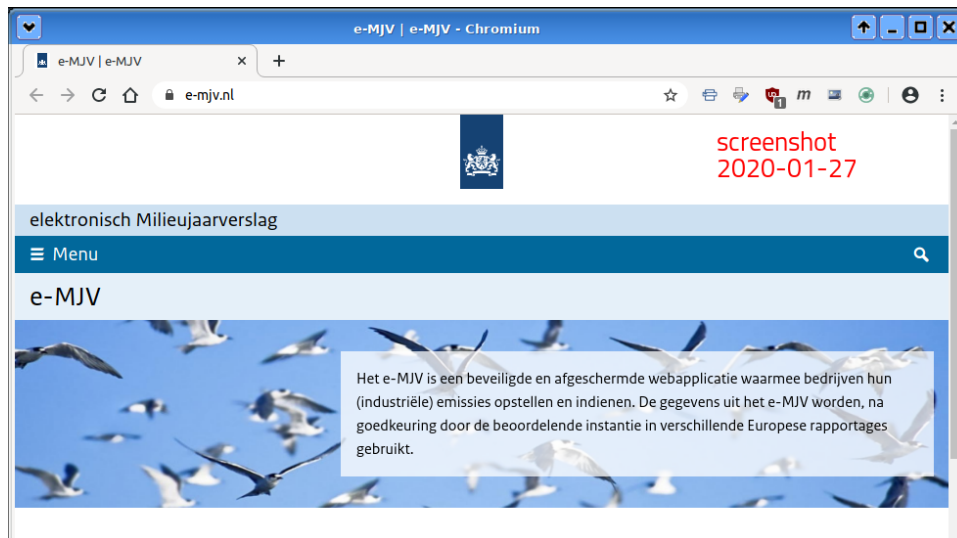 e-MJV | e-MJV - Chromium
e-MJV | e-MJV
e-mjv.nl
1
m
screenshot
2020-01-27
elektronisch Milieujaarverslag
Menu
e-MJV
Het e-MJV is een beveiligde en afgeschermde webapplicatie waarmee bedrijven hun
(industriële) emissies opstellen en indienen. De gegevens uit het e-MJV worden, na
goedkeuring door de beoordelende instantie in verschillende Europese rapportages
gebruikt.